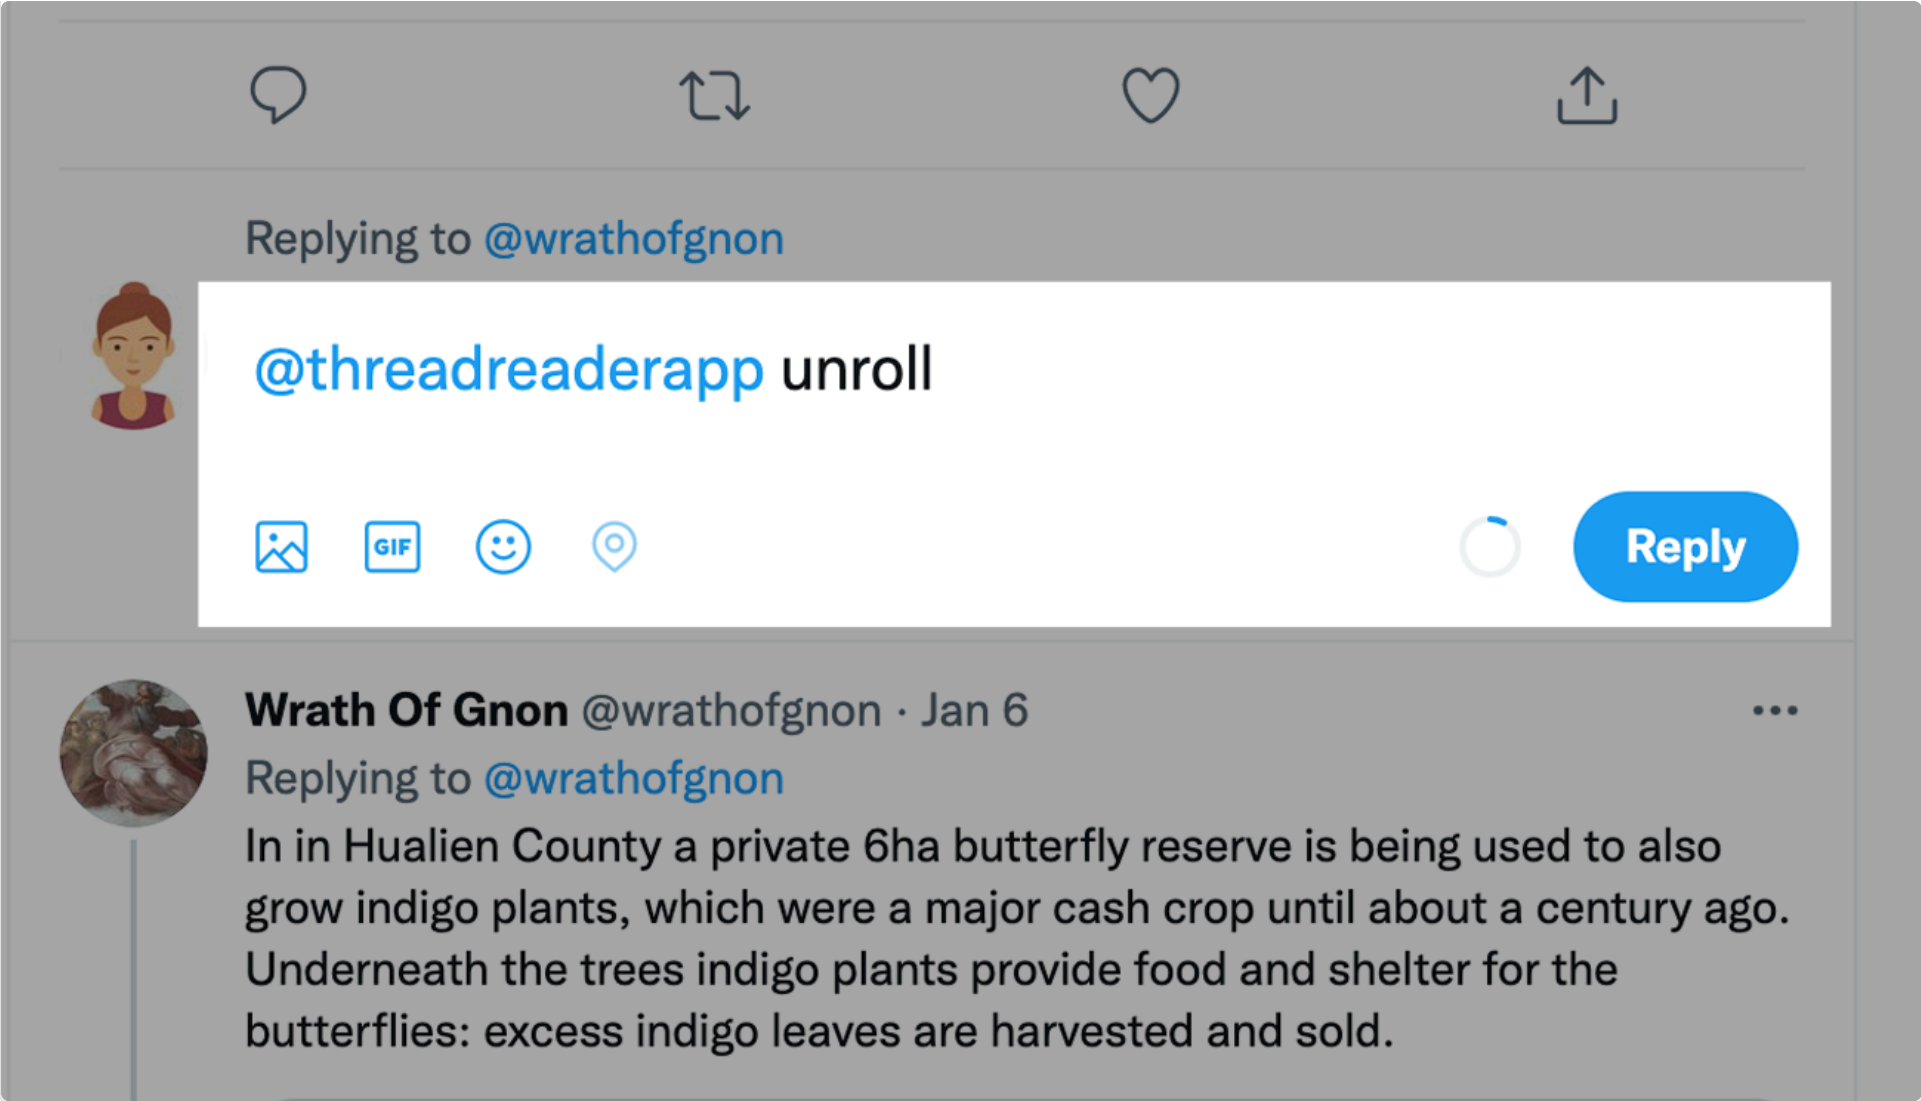 Replying to @wrathofgnon
@threadreaderapp unroll
GIF
Reply
Wrath Of Gnon @wrathofgnon · Jan 6
Replying to @wrathofgnon
In in Hualien County a private 6ha butterfly reserve is being used to also
grow indigo plants, which were a major cash crop until about a century ago.
Underneath the trees indigo plants provide food and shelter for the
butterflies: excess indigo leaves are harvested and sold.